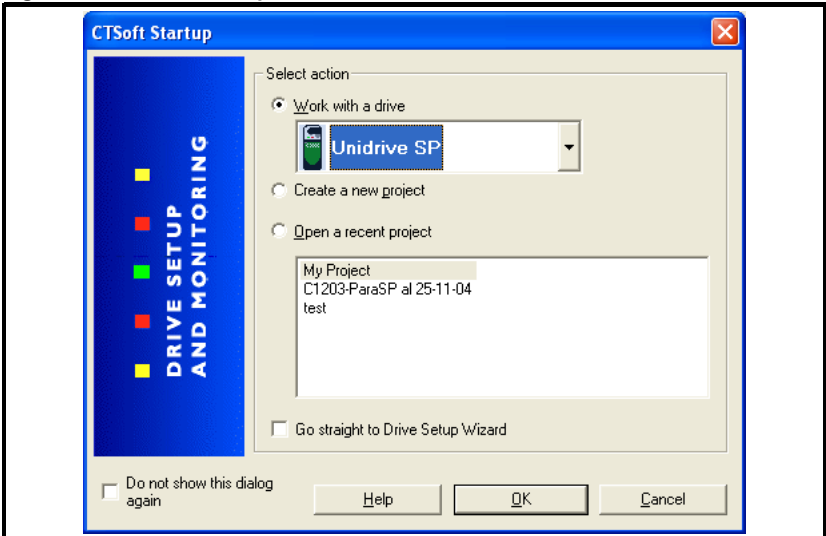 CTSoft Startup
DRIVE SETUP
AND MONITORING
Select action
Work with a drive
Unidrive SP
Create a new project
Open a recent project
My Project
C1203-ParaSP al 25-11-04
test
Go straight to Drive Setup Wizard
Do not show this dialog
again
Help
OK
Cancel